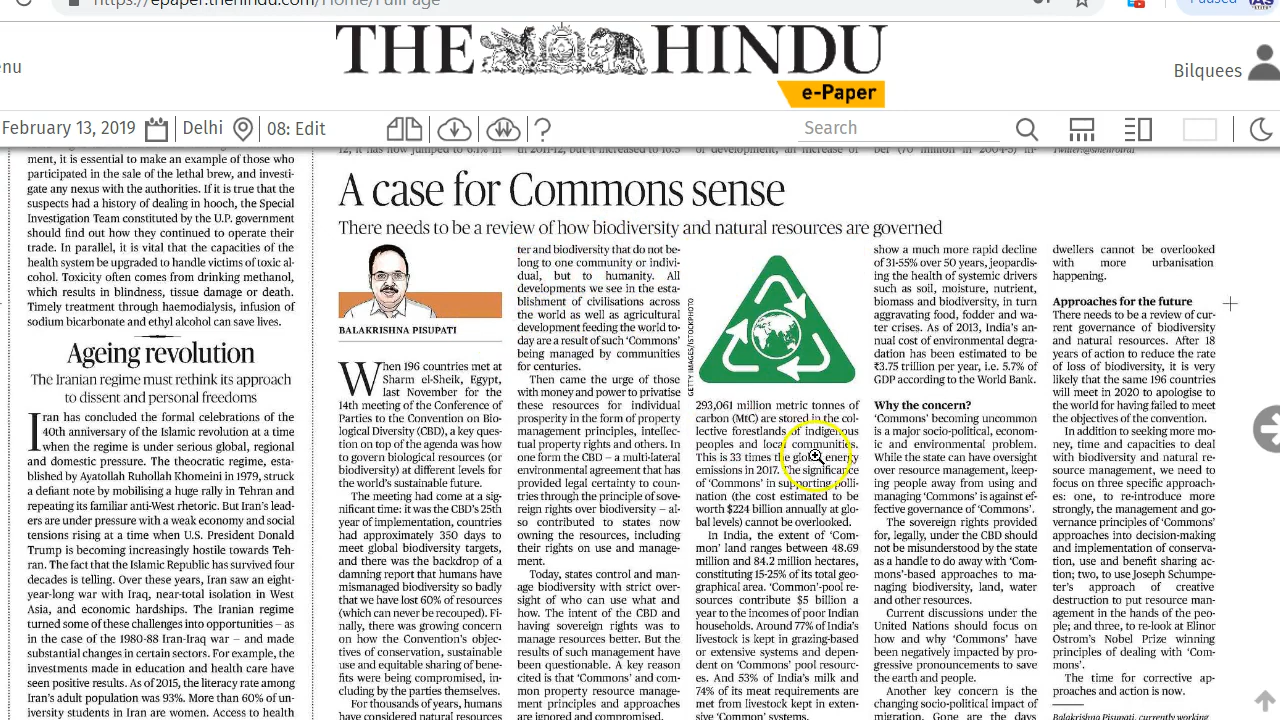 https://epaper.thehindu.com/Home/FullPage
Paused
THE HINDU
e-Paper
enu
Bilquees
February 13, 2019
Delhi
08: Edit
Search
ment, it is essential to make an example of those who
participated in the sale of the lethal brew, and investi-
gate any nexus with the authorities. If it is true that the
suspects had a history of dealing in hooch, the Special
Investigation Team constituted by the U.P. government
should find out how they continued to operate their
trade. In parallel, it is vital that the capacities of the
health system be upgraded to handle victims of toxic al-
cohol. Toxicity often comes from drinking methanol,
which results in blindness, tissue damage or death.
Timely treatment through haemodialysis, infusion of
sodium bicarbonate and ethyl alcohol can save lives.
Ageing revolution
The Iranian regime must rethink its approach
to dissent and personal freedoms
Iran has concluded the formal celebrations of the
40th anniversary of the Islamic revolution at a time
when the regime is under serious global, regional
and domestic pressure. The theocratic regime, esta-
blished by Ayatollah Ruhollah Khomeini in 1979, struck
a defiant note by mobilising a huge rally in Tehran and
repeating its familiar anti-West rhetoric. But Iran's lead-
ers are under pressure with a weak economy and social
tensions rising at a time when U.S. President Donald
Trump is becoming increasingly hostile towards Teh-
ran. The fact that the Islamic Republic has survived four
decades is telling. Over these years, Iran saw an eight-
year-long war with Iraq, near-total isolation in West
Asia, and economic hardships. The Iranian regime
turned some of these challenges into opportunities – as
in the case of the 1980-88 Iran-Iraq war – and made
substantial changes in certain sectors. For example, the
investments made in education and health care have
seen positive results. As of 2015, the literacy rate among
Iran's adult population was 93%. More than 60% of un-
iversity students in Iran are women. Access to health
A case for Commons sense
There needs to be a review of how biodiversity and natural resources are governed
BALAKRISHNA PISUPATI
When 196 countries met at
Sharm el-Sheik, Egypt,
last November for the
14th meeting of the Conference of
Parties to the Convention on Bio-
logical Diversity (CBD), a key ques-
tion on top of the agenda was how
to govern biological resources (or
biodiversity) at different levels for
the world's sustainable future.
The meeting had come at a sig-
nificant time: it was the CBD's 25th
year of implementation, countries
had approximately 350 days to
meet global biodiversity targets,
and there was the backdrop of a
damning report that humans have
mismanaged biodiversity so badly
that we have lost 60% of resources
(which can never be recouped). Fi-
nally, there was growing concern
on how the Convention's objec-
tives of conservation, sustainable
use and equitable sharing of bene-
fits were being compromised, in-
cluding by the parties themselves.
For thousands of years, humans
have considered natural resources
ter and biodiversity that do not be-
long to one community or indivi-
dual, but to humanity. All
developments we see in the esta-
blishment of civilisations across
the world as well as agricultural
development feeding the world to-
day are a result of such 'Commons'
being managed by communities
for centuries.
Then came the urge of those
with money and power to privatise
these resources for individual
prosperity in the form of property
management principles, intellec-
tual property rights and others. In
one form the CBD – a multi-lateral
environmental agreement that has
provided legal certainty to coun-
tries through the principle of sove-
reign rights over biodiversity – al-
so contributed to states now
owning the resources, including
their rights on use and manage-
ment.
Today, states control and man-
age biodiversity with strict over-
sight of who can use what and
how. The intent of the CBD and
having sovereign rights was to
manage resources better. But the
results of such management have
been questionable. A key reason
cited is that 'Commons' and com-
mon property resource manage-
ment principles and approaches
are ignored and compromised.
GETTY IMAGES/ISTOCKPHOTO
293,061 million metric tonnes of
carbon (MtC) are stored in the col-
lective forestlands of indigenous
peoples and local communities.
This is 33 times the global energy
emissions in 2017. The significance
of 'Commons' in supporting polli-
nation (the cost estimated to be
worth $224 billion annually at glo-
bal levels) cannot be overlooked.
In India, the extent of 'Com-
mon' land ranges between 48.69
million and 84.2 million hectares,
constituting 15-25% of its total geo-
graphical area. 'Common'-pool re-
sources contribute $5 billion a
year to the incomes of poor Indian
households. Around 77% of India's
livestock is kept in grazing-based
or extensive systems and depen-
dent on 'Commons' pool resourc-
es. And 53% of India's milk and
74% of its meat requirements are
met from livestock kept in exten-
sive 'Common' systems.
show a much more rapid decline
of 31-55% over 50 years, jeopardis-
ing the health of systemic drivers
such as soil, moisture, nutrient,
biomass and biodiversity, in turn
aggravating food, fodder and wa-
ter crises. As of 2013, India's an-
nual cost of environmental degra-
dation has been estimated to be
₹3.75 trillion per year, i.e. 5.7% of
GDP according to the World Bank.
Why the concern?
'Commons' becoming uncommon
is a major socio-political, econom-
ic and environmental problem.
While the state can have oversight
over resource management, keep-
ing people away from using and
managing 'Commons' is against ef-
fective governance of 'Commons'.
The sovereign rights provided
for, legally, under the CBD should
not be misunderstood by the state
as a handle to do away with 'Com-
mons'-based approaches to ma-
naging biodiversity, land, water
and other resources.
Current discussions under the
United Nations should focus on
how and why 'Commons' have
been negatively impacted by pro-
gressive pronouncements to save
the earth and people.
Another key concern is the
changing socio-political impact of
migration. Gone are the days
dwellers cannot be overlooked
with more urbanisation
happening.
Approaches for the future
There needs to be a review of cur-
rent governance of biodiversity
and natural resources. After 18
years of action to reduce the rate
of loss of biodiversity, it is very
likely that the same 196 countries
will meet in 2020 to apologise to
the world for having failed to meet
the objectives of the Convention.
In addition to seeking more mo-
ney, time and capacities to deal
with biodiversity and natural re-
source management, we need to
focus on three specific approach-
es: one, to re-introduce more
strongly, the management and go-
vernance principles of 'Commons'
approaches into decision-making
and implementation of conserva-
tion, use and benefit sharing ac-
tion; two, to use Joseph Schumpe-
ter's approach of creative
destruction to put resource man-
agement in the hands of the peo-
ple; and three, to re-look at Elinor
Ostrom's Nobel Prize winning
principles of dealing with 'Com-
mons'.
The time for corrective ap-
proaches and action is now.
Balakrishna Pisupati, currently working